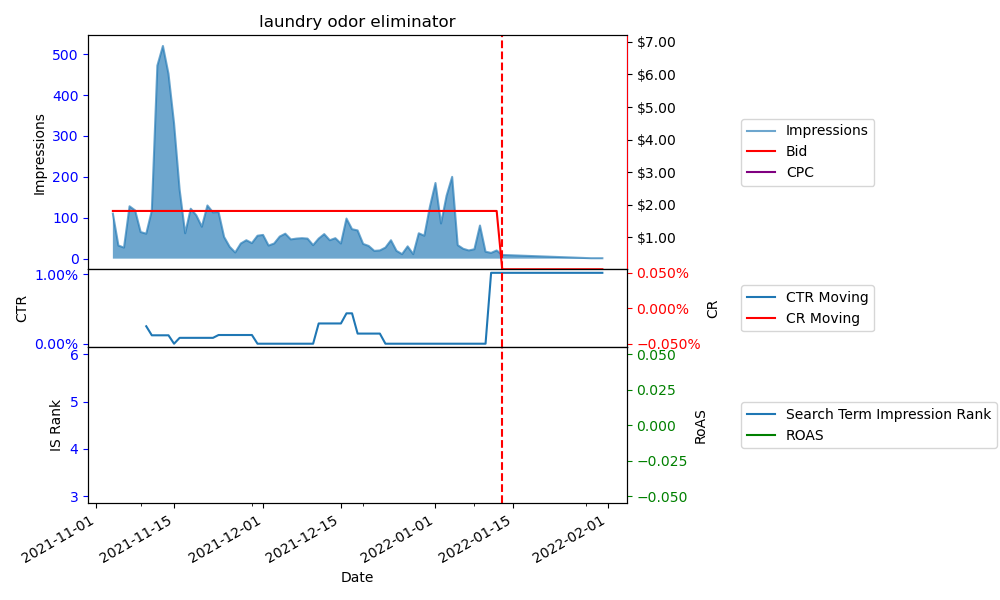 laundry odor eliminator
500
400
300
200
100
0
Impressions
$7.00
$6.00
$5.00
$4.00
$3.00
$2.00
$1.00
Impressions
Bid
CPC
1.00%
0.00%
CTR
0.050%
0.000%
−0.050%
CR
CTR Moving
CR Moving
6
5
4
3
IS Rank
0.050
0.025
0.000
−0.025
−0.050
RoAS
Search Term Impression Rank
ROAS
2021-11-01
2021-11-15
2021-12-01
2021-12-15
2022-01-01
2022-01-15
2022-02-01
Date